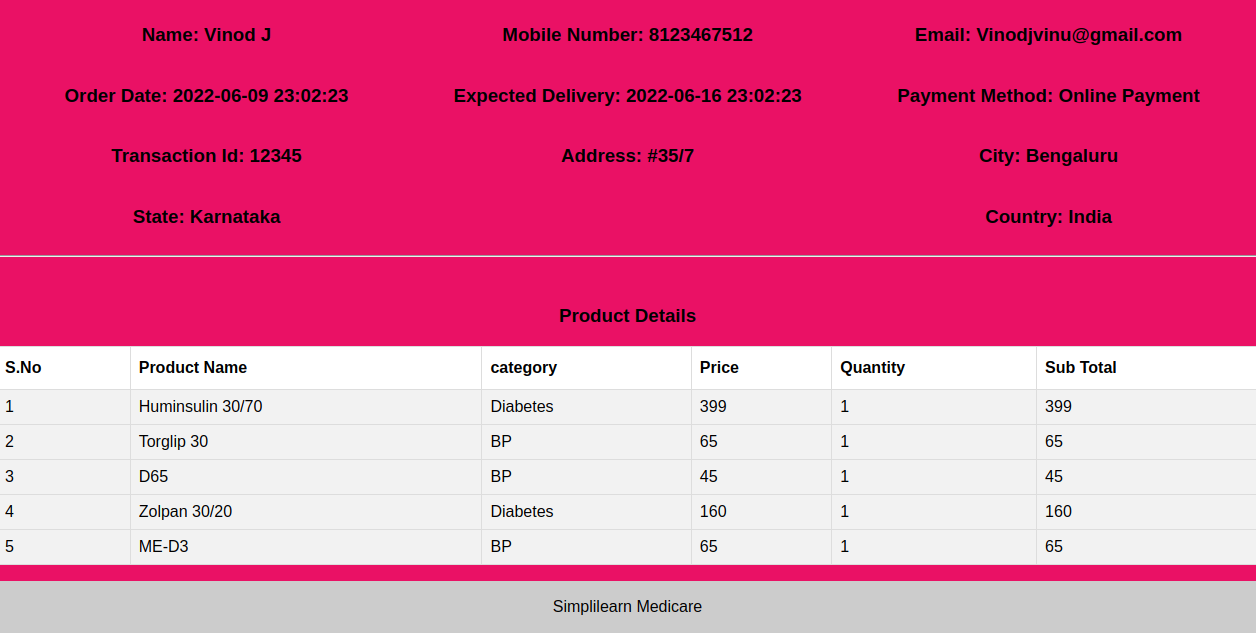 Name: Vinod J Mobile Number: 8123467512 Email: Vinodjvinu@gmail.com
Order Date: 2022-06-09 23:02:23 Expected Delivery: 2022-06-16 23:02:23 Payment Method: Online Payment
Transaction Id: 12345 Address: #35/7 City: Bengaluru
State: Karnataka Country: India
Product Details
S.No Product Name category Price Quantity Sub Total
1 Huminsulin 30/70 Diabetes 399 1 399
2 Torglip 30 BP 65 1 65
3 D65 BP 45 1 45
4 Zolpan 30/20 Diabetes 160 1 160
5 ME-D3 BP 65 1 65
Simplilearn Medicare